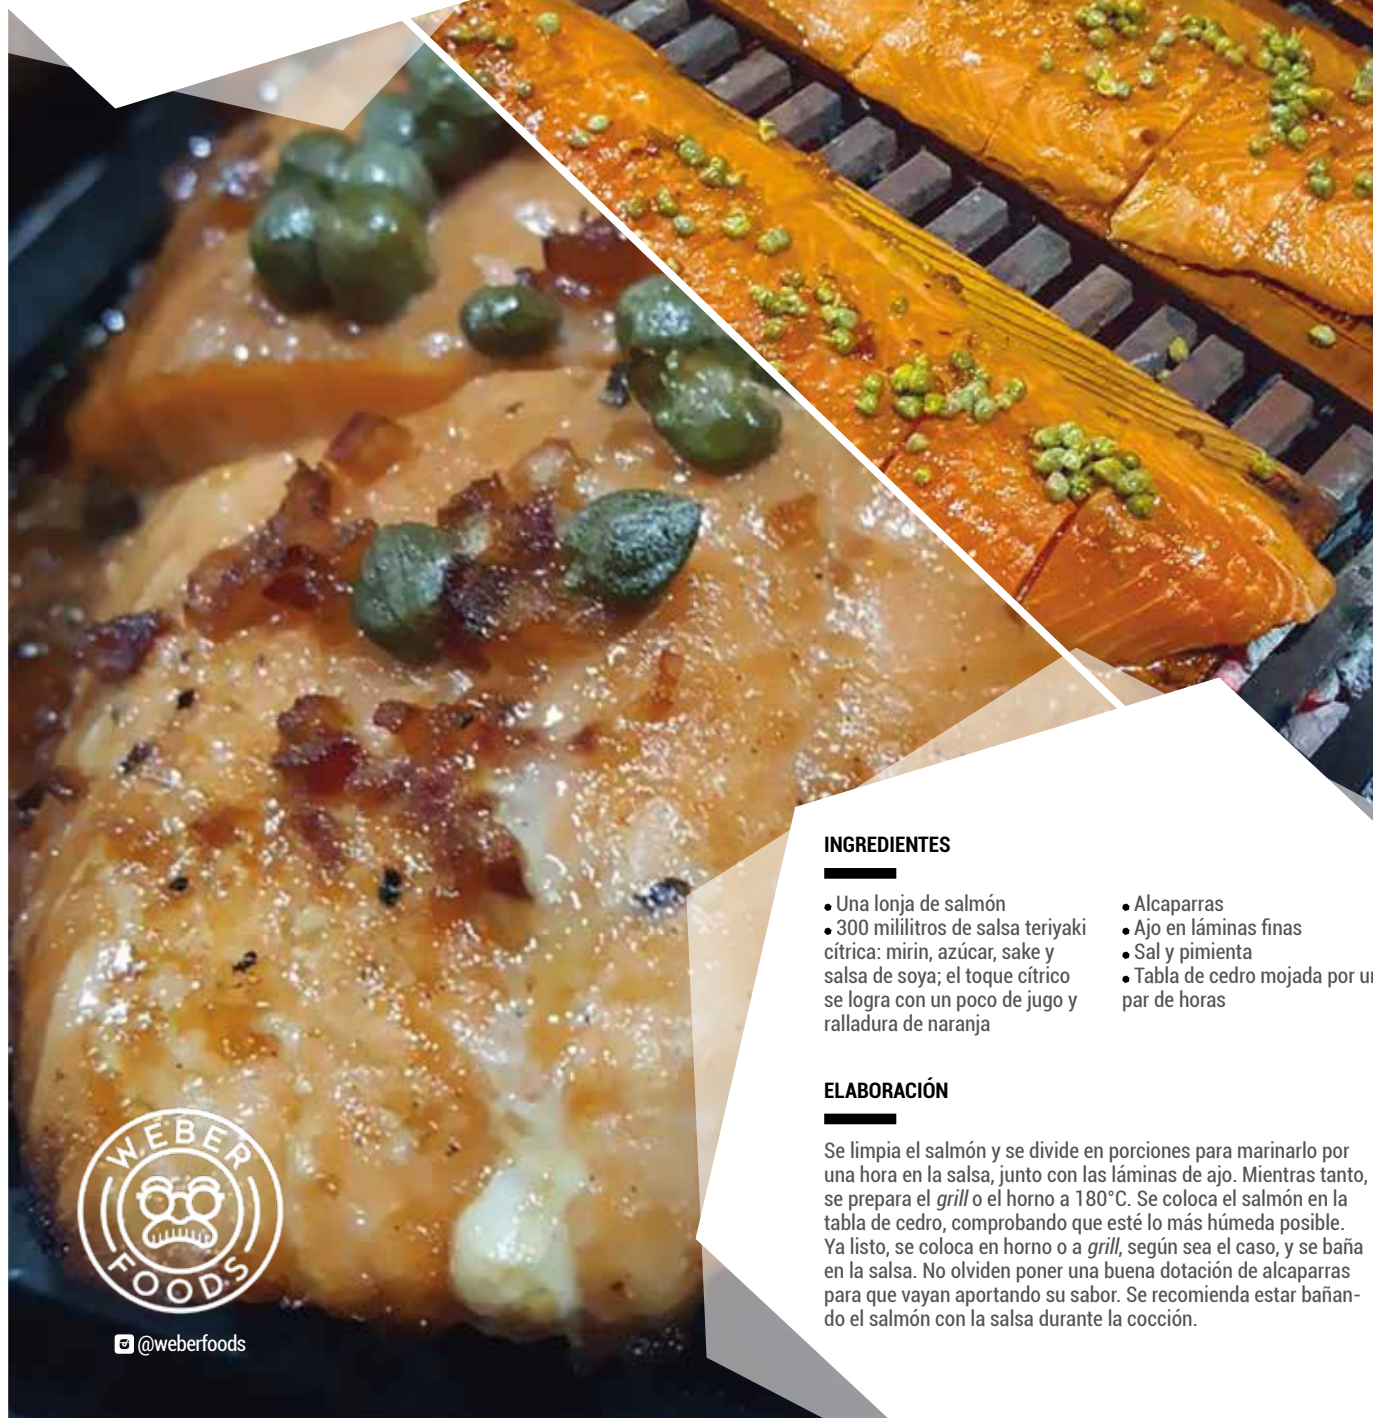 INGREDIENTES
• Una lonja de salmón
• 300 mililitros de salsa teriyaki
cítrica: mirin, azúcar, sake y
salsa de soya; el toque cítrico
se logra con un poco de jugo y
ralladura de naranja
• Alcaparras
• Ajo en láminas finas
• Sal y pimienta
• Tabla de cedro mojada por un
par de horas
ELABORACIÓN
Se limpia el salmón y se divide en porciones para marinarlo por
una hora en la salsa, junto con las láminas de ajo. Mientras tanto,
se prepara el grill o el horno a 180°C. Se coloca el salmón en la
tabla de cedro, comprobando que esté lo más húmeda posible.
Ya listo, se coloca en horno o a grill, según sea el caso, y se baña
en la salsa. No olviden poner una buena dotación de alcaparras
para que vayan aportando su sabor. Se recomienda estar bañan-
do el salmón con la salsa durante la cocción.
WEBER
FOODS
@weberfoods